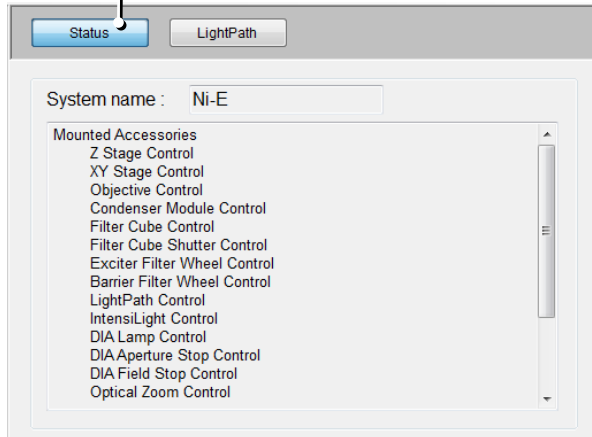 Status LightPath
System name : Ni-E
Mounted Accessories
Z Stage Control
XY Stage Control
Objective Control
Condenser Module Control
Filter Cube Control
Filter Cube Shutter Control
Exciter Filter Wheel Control
Barrier Filter Wheel Control
LightPath Control
IntensiLight Control
DIA Lamp Control
DIA Aperture Stop Control
DIA Field Stop Control
Optical Zoom Control